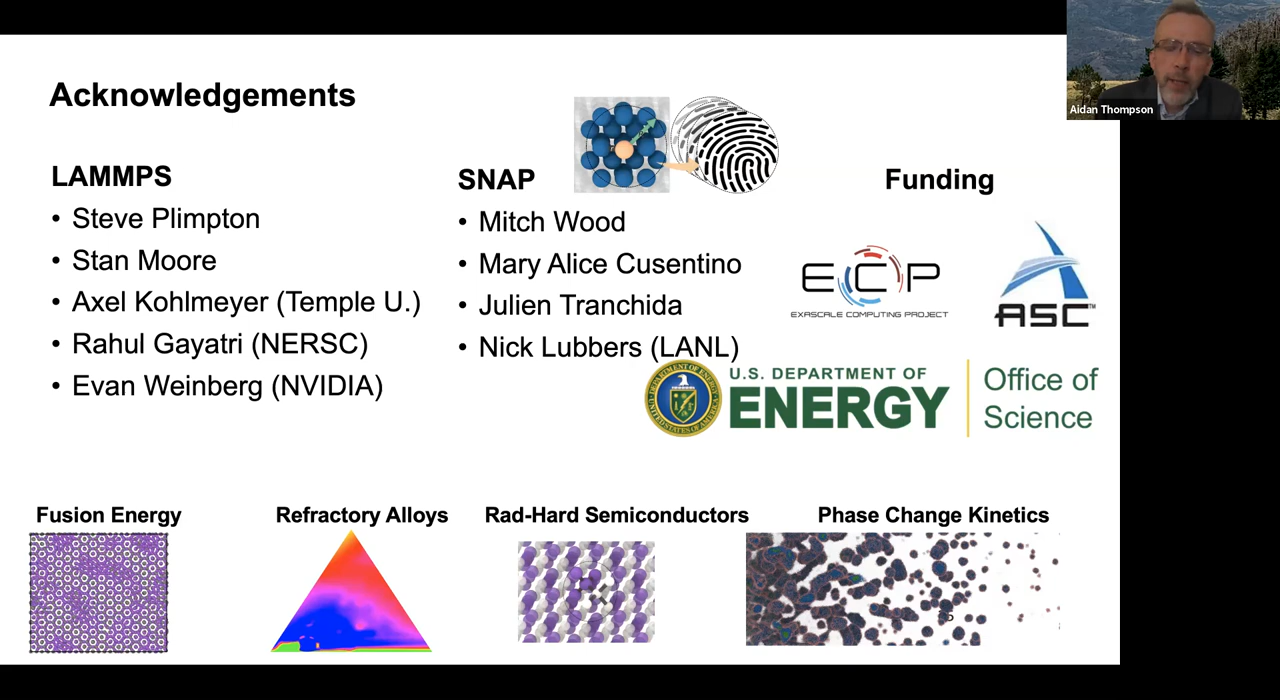 Aidan Thompson
Acknowledgements
LAMMPS
• Steve Plimpton
• Stan Moore
• Axel Kohlmeyer (Temple U.)
• Rahul Gayatri (NERSC)
• Evan Weinberg (NVIDIA)
SNAP
• Mitch Wood
• Mary Alice Cusentino
• Julien Tranchida
• Nick Lubbers (LANL)
Funding
ECP
EXASCALE COMPUTING PROJECT
ASC™
U.S. DEPARTMENT OF
ENERGY
Office of
Science
Fusion Energy
Refractory Alloys
Rad-Hard Semiconductors
Phase Change Kinetics